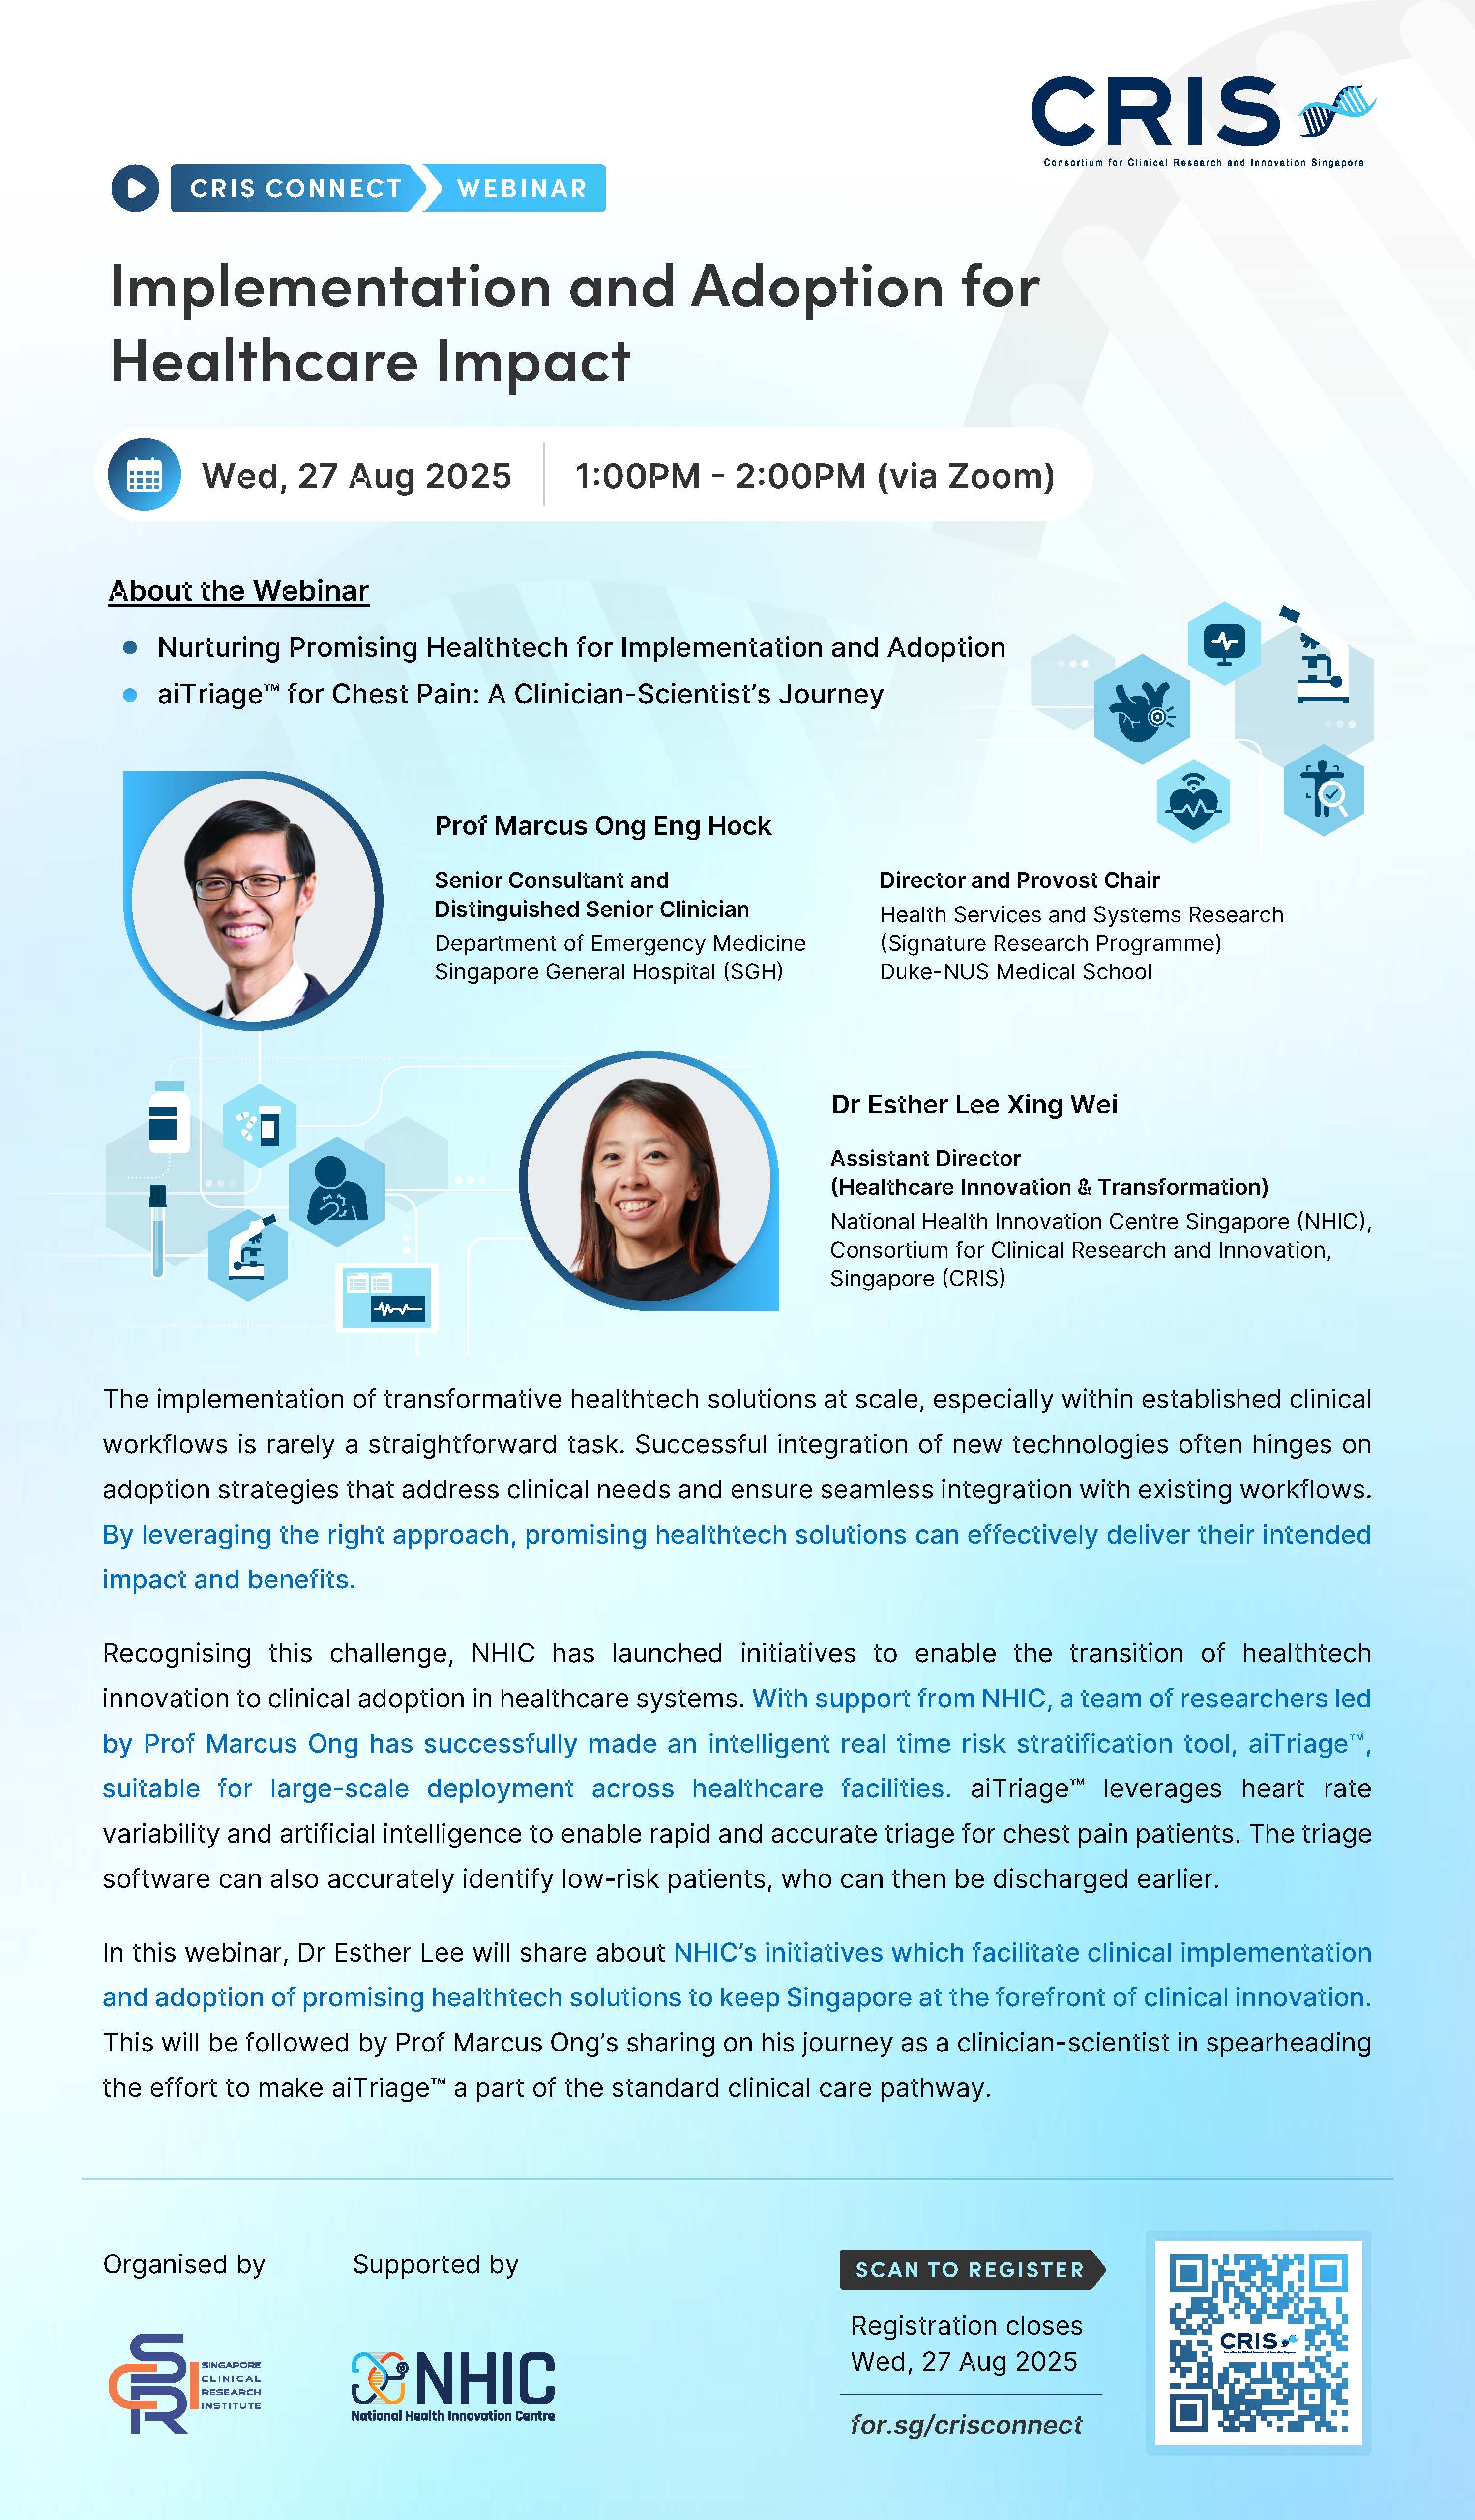 CRIS
Consortium for Clinical Research and Innovation Singapore
CRIS CONNECT WEBINAR
Implementation and Adoption for
Healthcare Impact
Wed, 27 Aug 2025
1:00PM - 2:00PM (via Zoom)
About the Webinar
Nurturing Promising Healthtech for Implementation and Adoption
aiTriage™ for Chest Pain: A Clinician-Scientist’s Journey
Prof Marcus Ong Eng Hock
Senior Consultant and
Distinguished Senior Clinician
Department of Emergency Medicine
Singapore General Hospital (SGH)
Director and Provost Chair
Health Services and Systems Research
(Signature Research Programme)
Duke-NUS Medical School
Dr Esther Lee Xing Wei
Assistant Director
(Healthcare Innovation & Transformation)
National Health Innovation Centre Singapore (NHIC),
Consortium for Clinical Research and Innovation,
Singapore (CRIS)
The implementation of transformative healthtech solutions at scale, especially within established clinical
workflows is rarely a straightforward task. Successful integration of new technologies often hinges on
adoption strategies that address clinical needs and ensure seamless integration with existing workflows.
By leveraging the right approach, promising healthtech solutions can effectively deliver their intended
impact and benefits.
Recognising this challenge, NHIC has launched initiatives to enable the transition of healthtech
innovation to clinical adoption in healthcare systems. With support from NHIC, a team of researchers led
by Prof Marcus Ong has successfully made an intelligent real time risk stratification tool, aiTriage™,
suitable for large-scale deployment across healthcare facilities. aiTriage™ leverages heart rate
variability and artificial intelligence to enable rapid and accurate triage for chest pain patients. The triage
software can also accurately identify low-risk patients, who can then be discharged earlier.
In this webinar, Dr Esther Lee will share about NHIC’s initiatives which facilitate clinical implementation
and adoption of promising healthtech solutions to keep Singapore at the forefront of clinical innovation.
This will be followed by Prof Marcus Ong’s sharing on his journey as a clinician-scientist in spearheading
the effort to make aiTriage™ a part of the standard clinical care pathway.
Organised by
SCRI
SINGAPORE
CLINICAL
RESEARCH
INSTITUTE
Supported by
NHIC
National Health Innovation Centre
SCAN TO REGISTER
Registration closes
Wed, 27 Aug 2025
for.sg/crisconnect
CRIS